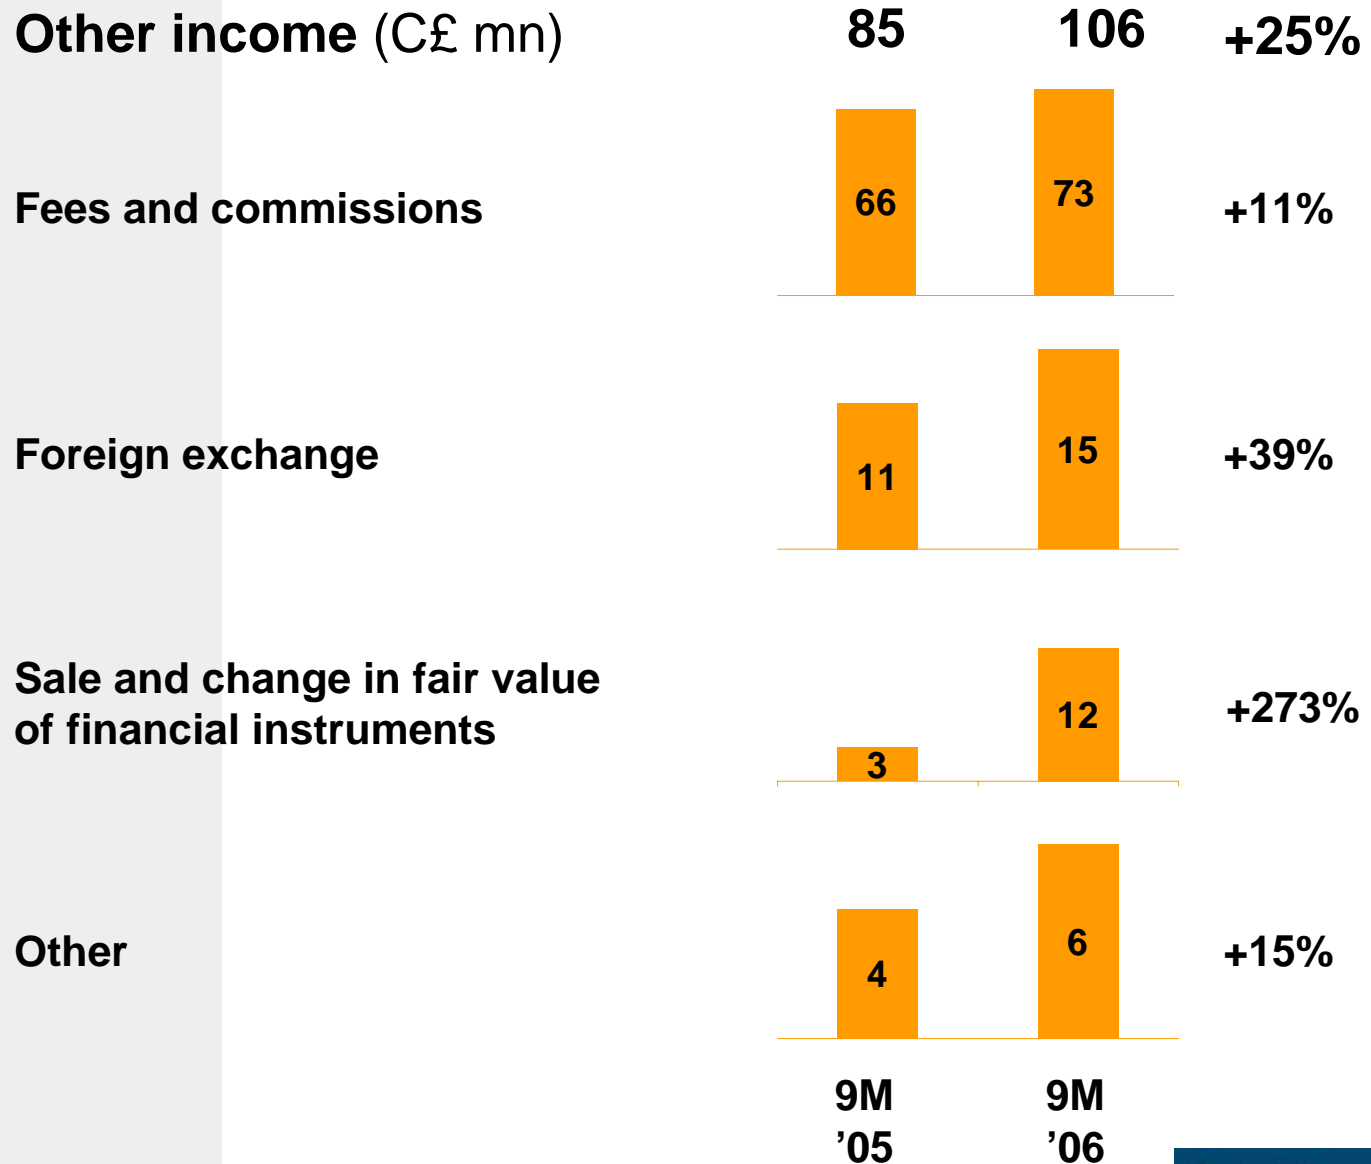 Other income (C£ mn) 85 106 +25%
Fees and commissions 66 73 +11%
Foreign exchange 11 15 +39%
Sale and change in fair value
of financial instruments 3 12 +273%
Other 4 6 +15%
9M 9M
’05 ’06